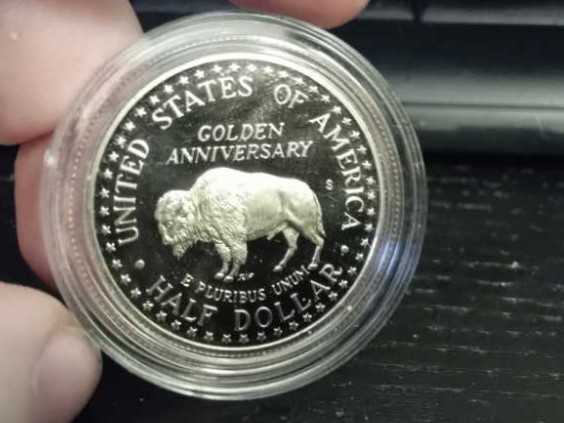 UNITED STATES OF AMERICA
GOLDEN
ANNIVERSARY
S
E PLURIBUS UNUM
HALF DOLLAR